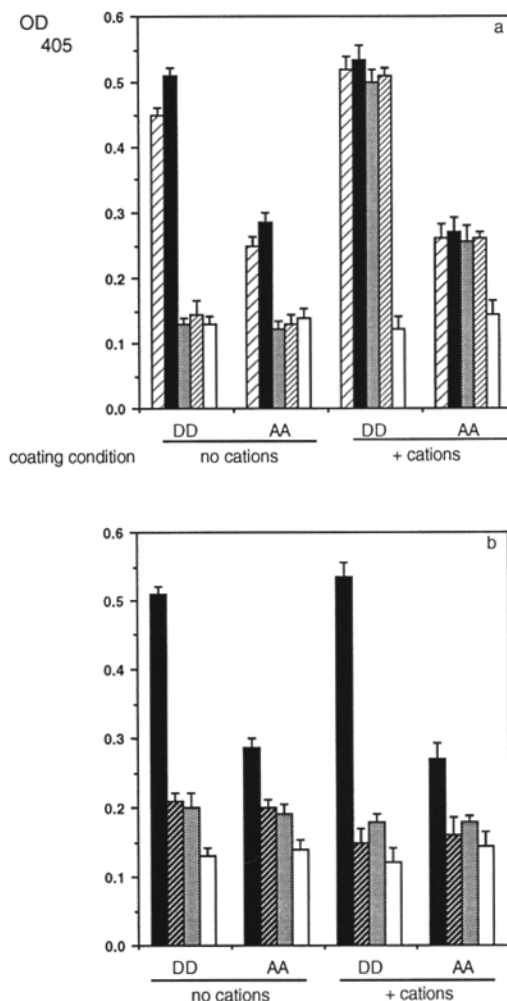 OD
405
a
0.6
0.5
0.4
0.3
0.2
0.1
0.0
DD AA DD AA
coating condition no cations + cations
b
0.6
0.5
0.4
0.3
0.2
0.1
0.0
DD AA DD AA
no cations + cations